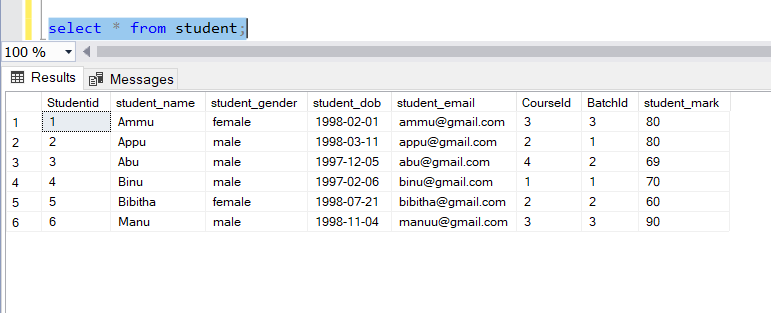 select * from student;
100 %
Results Messages
Studentid student_name student_gender student_dob student_email CourseId BatchId student_mark
1 1 Ammu female 1998-02-01 ammu@gmail.com 3 3 80
2 2 Appu male 1998-03-11 appu@gmail.com 2 1 80
3 3 Abu male 1997-12-05 abu@gmail.com 4 2 69
4 4 Binu male 1997-02-06 binu@gmail.com 1 1 70
5 5 Bibitha female 1998-07-21 bibitha@gmail.com 2 2 60
6 6 Manu male 1998-11-04 manuu@gmail.com 3 3 90